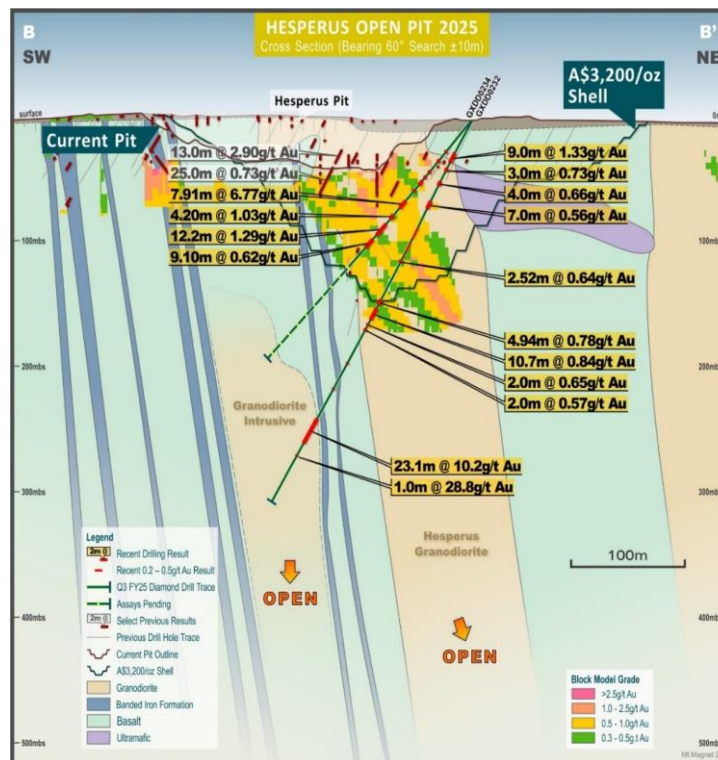 HESPERUS OPEN PIT 2025
Cross Section (Bearing 60° Search ±10m)
B
SW
B'
NE
GXDD0234
GXDD0232
A$3,200/oz
Shell
Hesperus Pit
surface
Current Pit
13.0m @ 2.90g/t Au
25.0m @ 0.73g/t Au
7.91m @ 6.77g/t Au
4.20m @ 1.03g/t Au
12.2m @ 1.29g/t Au
9.10m @ 0.62g/t Au
9.0m @ 1.33g/t Au
3.0m @ 0.73g/t Au
4.0m @ 0.66g/t Au
7.0m @ 0.56g/t Au
2.52m @ 0.64g/t Au
4.94m @ 0.78g/t Au
10.7m @ 0.84g/t Au
2.0m @ 0.65g/t Au
2.0m @ 0.57g/t Au
23.1m @ 10.2g/t Au
1.0m @ 28.8g/t Au
100mbs
100mbs
200mbs
200mbs
300mbs
300mbs
400mbs
400mbs
500mbs
500mbs
Granodiorite
Intrusive
Hesperus
Granodiorite
OPEN
OPEN
100m
Legend
2m @ Recent Drilling Result
Recent 0.2 – 0.5g/t Au Result
Q3 FY25 Diamond Drill Trace
Assays Pending
2m @ Select Previous Results
Previous Drill Hole Trace
Current Pit Outline
A$3,200/oz Shell
Granodiorite
Banded Iron Formation
Basalt
Ultramafic
Block Model Grade
>2.5g/t Au
1.0 - 2.5g/t Au
0.5 - 1.0g/t Au
0.3 - 0.5g.t Au